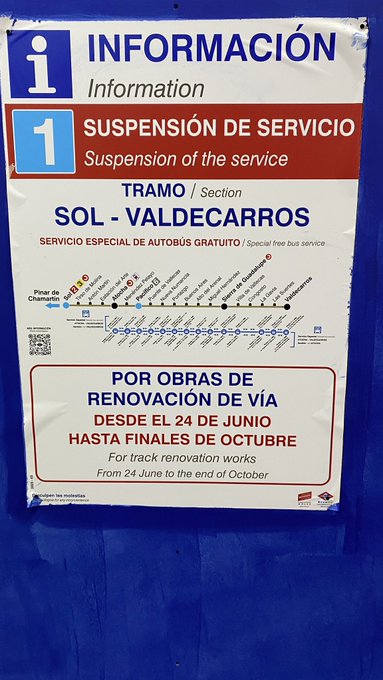 i INFORMACIÓN
Information
1 SUSPENSIÓN DE SERVICIO
Suspension of the service
TRAMO / Section
SOL - VALDECARROS
SERVICIO ESPECIAL DE AUTOBÚS GRATUITO / Special free bus service
Pinar de
Chamartín
Sol 2 3
Tirso de Molina
Antón Martín
Estación del Arte
Atocha
Menéndez Pelayo
Pacífico 6
Puente de Vallecas
Nueva Numancia
Portazgo
Buenos Aires
Alto del Arenal
Miguel Hernández
Sierra de Guadalupe
Villa de Vallecas
Congosto
La Gavia
Las Suertes
Valdecarros
POR OBRAS DE
RENOVACIÓN DE VÍA
DESDE EL 24 DE JUNIO
HASTA FINALES DE OCTUBRE
For track renovation works
From 24 June to the end of October
Disculpen las molestias